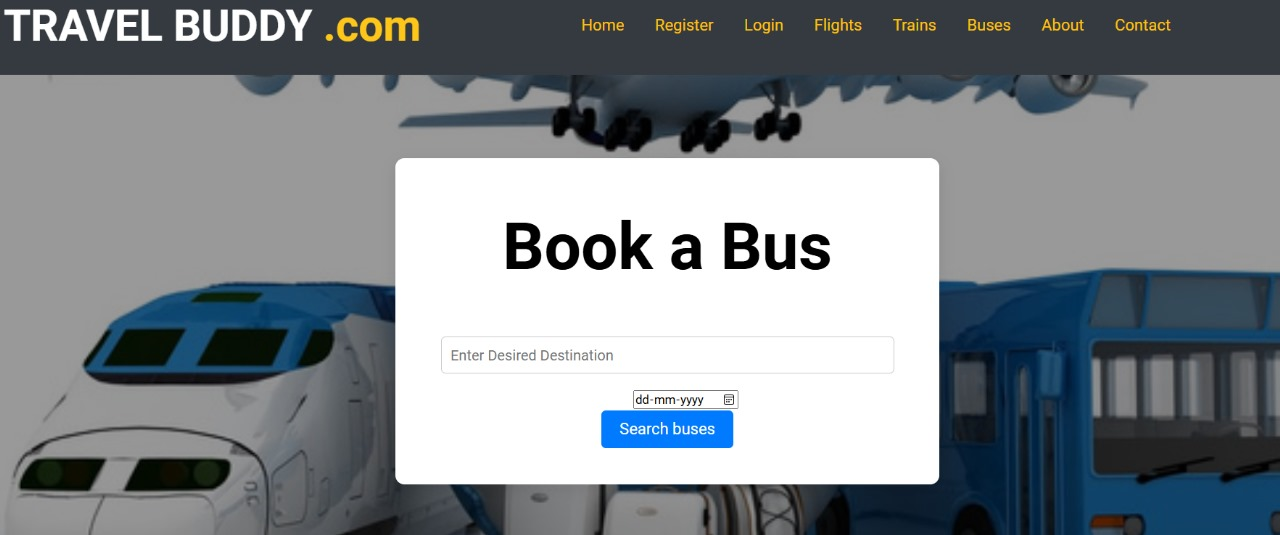 TRAVEL BUDDY .com
Home Register Login Flights Trains Buses About Contact
Book a Bus
Enter Desired Destination
dd-mm-yyyy
Search buses